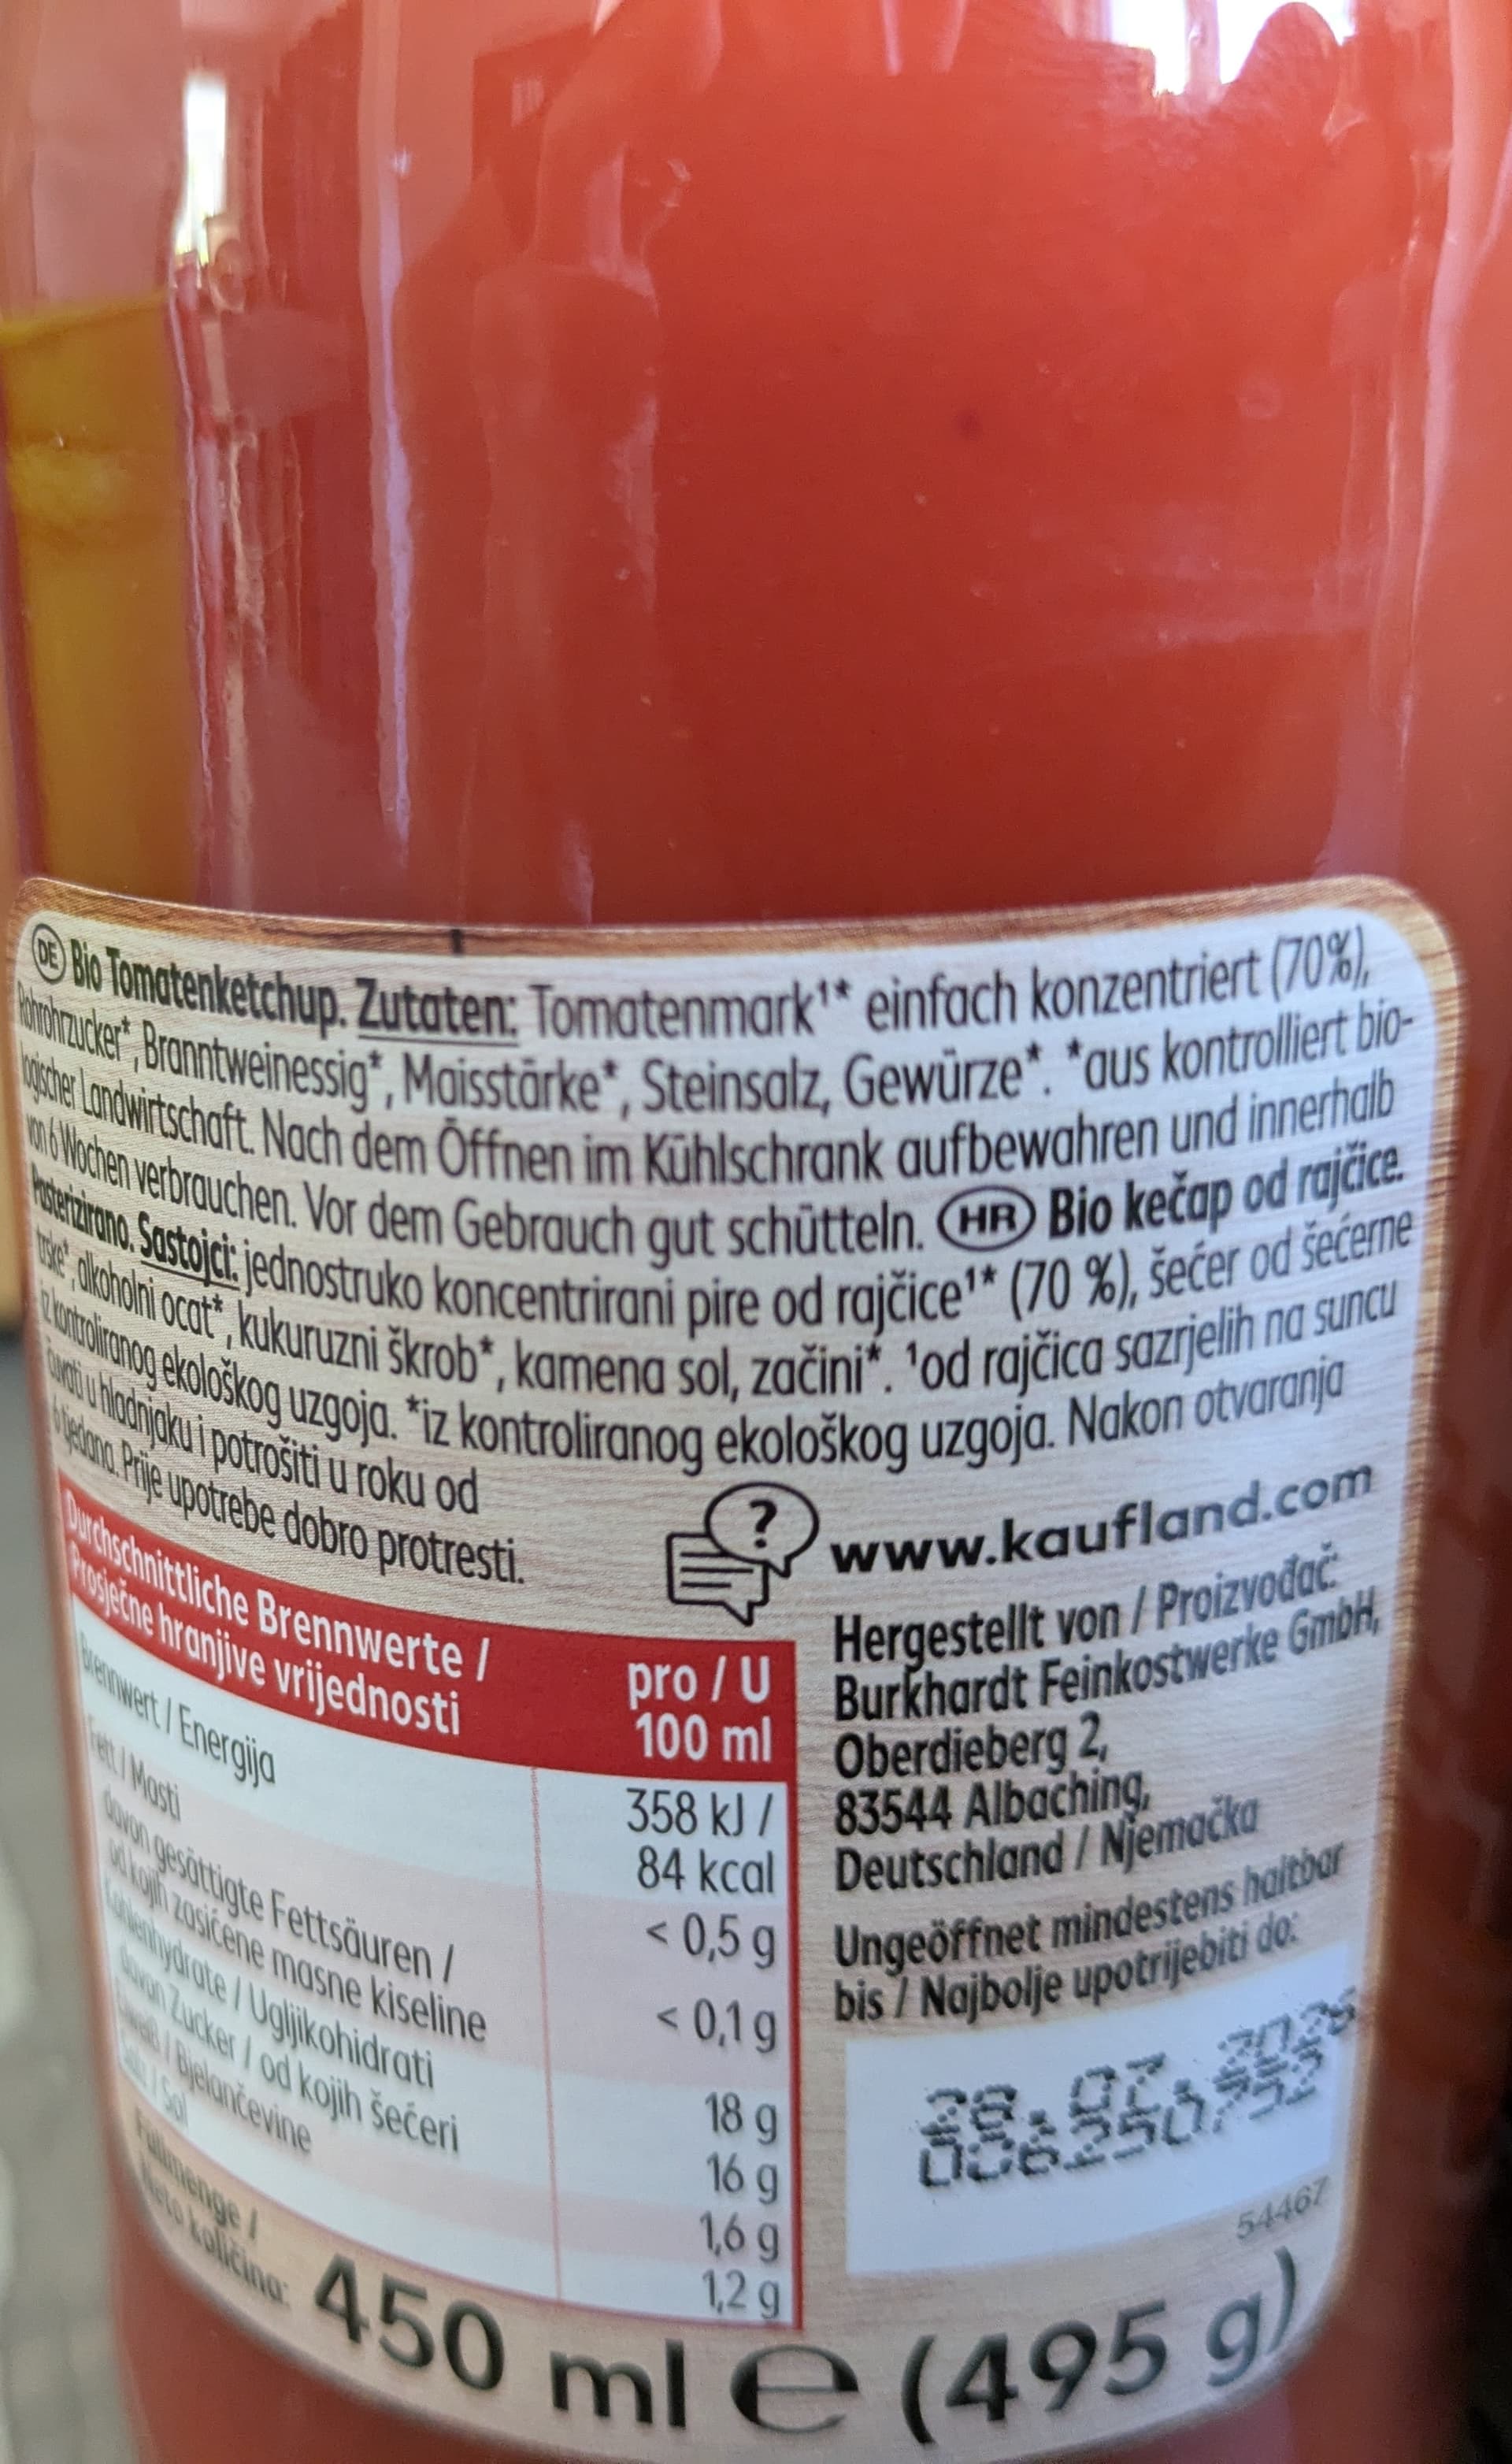 DE Bio Tomatenketchup. Zutaten: Tomatenmark¹* einfach konzentriert (70%),
Rohrohrzucker*, Branntweinessig*, Maisstärke*, Steinsalz, Gewürze*. *aus kontrolliert bio-
logischer Landwirtschaft. Nach dem Öffnen im Kühlschrank aufbewahren und innerhalb
von 6 Wochen verbrauchen. Vor dem Gebrauch gut schütteln. HR Bio kečap od rajčice.
Pasterizirano. Sastojci: jednostruko koncentrirani pire od rajčice¹* (70 %), šećer od šećerne
trske*, alkoholni ocat*, kukuruzni škrob*, kamena sol, začini*. ¹od rajčica sazrjelih na suncu
iz kontroliranog ekološkog uzgoja. *iz kontroliranog ekološkog uzgoja. Nakon otvaranja
čuvati u hladnjaku i potrošiti u roku od
6 tjedana. Prije upotrebe dobro protresti.
?
www.kaufland.com
Durchschnittliche Brennwerte /
Prosječne hranjive vrijednosti
pro / U
100 ml
Brennwert / Energija
358 kJ /
84 kcal
Fett / Masti
< 0,5 g
davon gesättigte Fettsäuren /
od kojih zasićene masne kiseline
< 0,1 g
Kohlenhydrate / Ugljikohidrati
18 g
davon Zucker / od kojih šećeri
16 g
Eiweiß / Bjelančevine
1,6 g
Salz / Sol
1,2 g
Hergestellt von / Proizvođač:
Burkhardt Feinkostwerke GmbH,
Oberdieberg 2,
83544 Albaching,
Deutschland / Njemačka
Ungeöffnet mindestens haltbar
bis / Najbolje upotrijebiti do:
54467
Füllmenge /
Neto količina:
450 ml e (495 g)